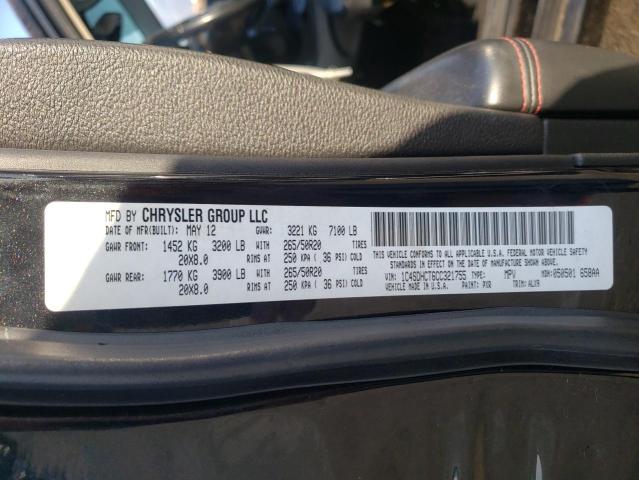 MFD BY CHRYSLER GROUP LLC
DATE OF MFR(BUILT): MAY 12 GVWR: 3221 KG 7100 LB
GAWR FRONT: 1452 KG 3200 LB WITH 265/50R20 TIRES
20X8.0 RIMS AT 250 KPA ( 36 PSI) COLD
GAWR REAR: 1770 KG 3900 LB WITH 265/50R20 TIRES
20X8.0 RIMS AT 250 KPA ( 36 PSI) COLD
THIS VEHICLE CONFORMS TO ALL APPLICABLE U.S.A. FEDERAL MOTOR VEHICLE SAFETY
STANDARDS IN EFFECT ON THE DATE OF MANUFACTURE SHOWN ABOVE.
VIN: 1C4SDHCT6CC321755 TYPE: MPV MDH: 050501 658AA
VEHICLE MADE IN U.S.A. PAINT: PXR TRIM: ALX9